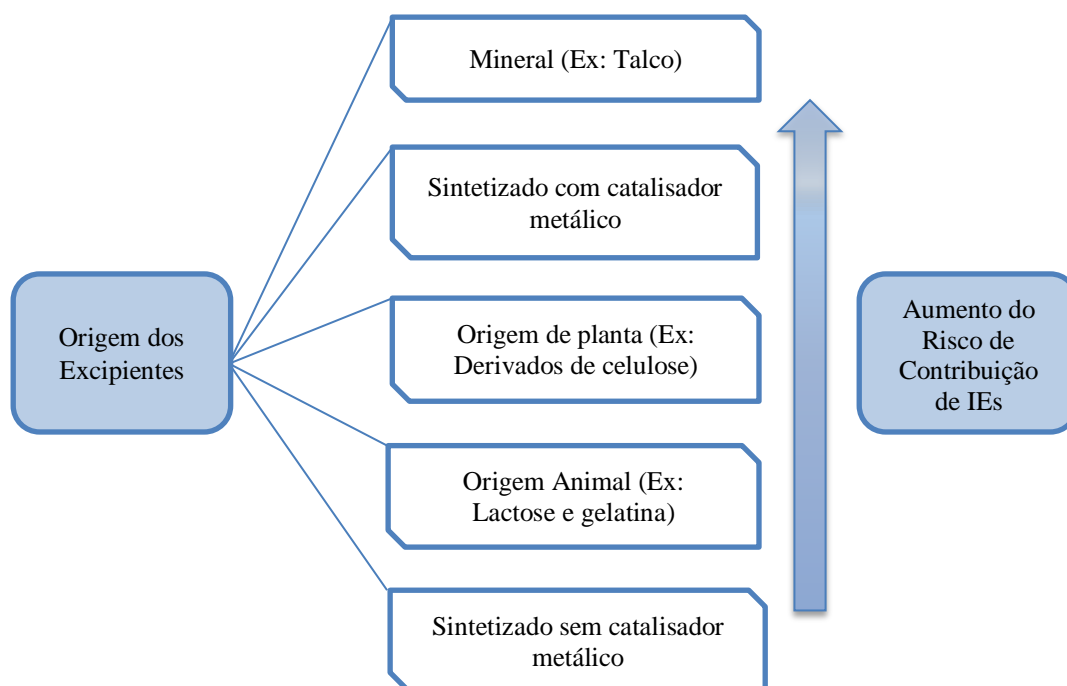 Mineral (Ex: Talco)
Sintetizado com catalisador
metálico
Origem dos
Excipientes
Origem de planta (Ex:
Derivados de celulose)
Aumento do
Risco de
Contribuição
de IEs
Origem Animal (Ex:
Lactose e gelatina)
Sintetizado sem catalisador
metálico